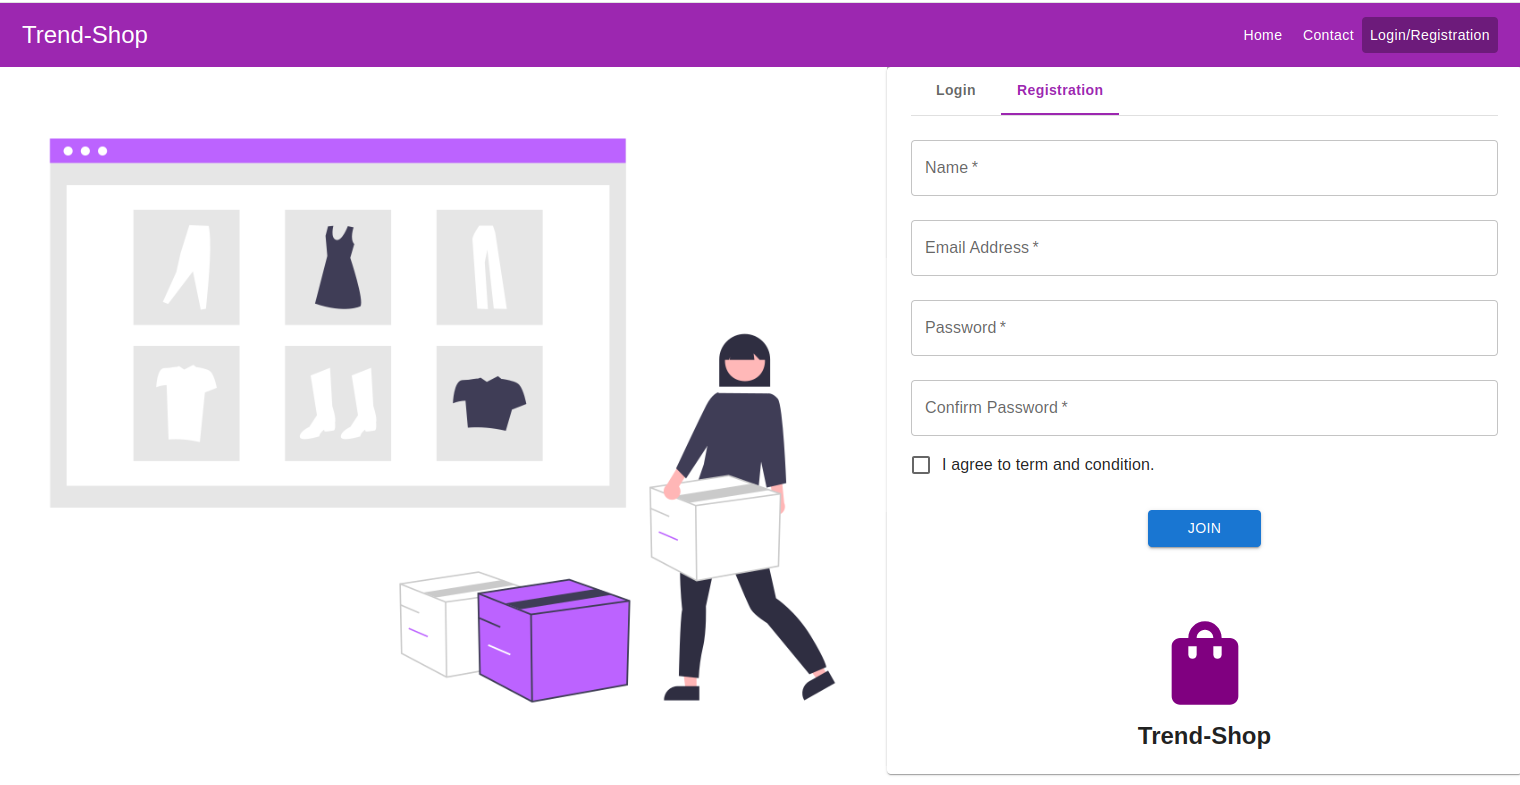 Trend-Shop
Home Contact Login/Registration
Login Registration
Name *
Email Address *
Password *
Confirm Password *
I agree to term and condition.
JOIN
Trend-Shop